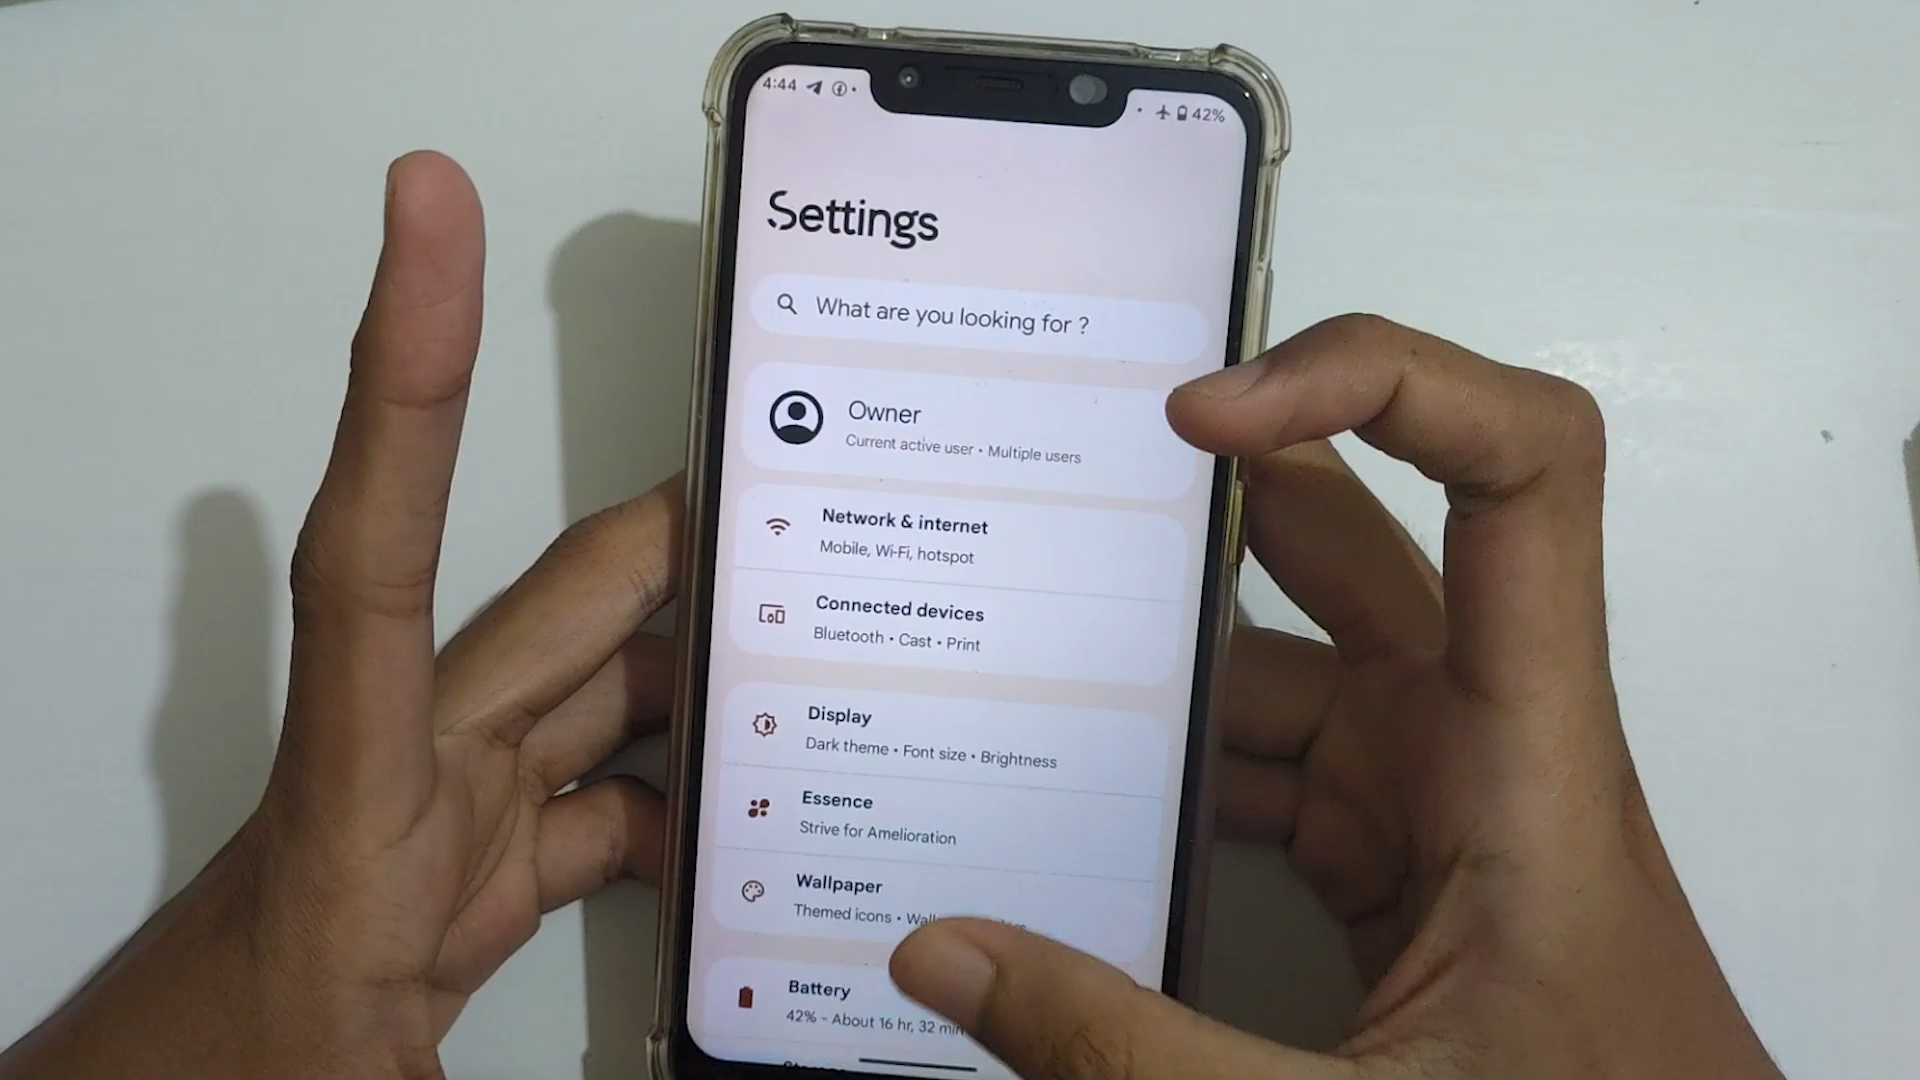 4:44
42%
Settings
What are you looking for ?
Owner
Current active user • Multiple users
Network & internet
Mobile, Wi-Fi, hotspot
Connected devices
Bluetooth • Cast • Print
Display
Dark theme • Font size • Brightness
Essence
Strive for Amelioration
Wallpaper
Themed icons •
Battery
42% - About 16 hr, 32 min